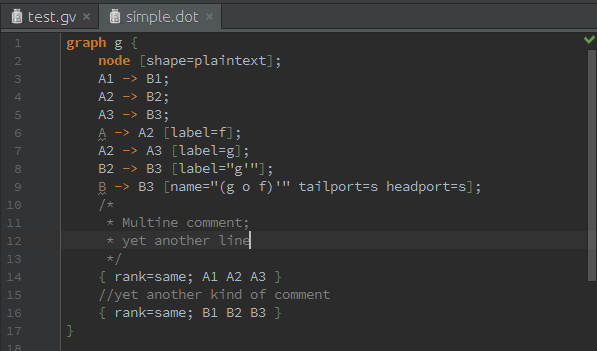 test.gv × simple.dot ×
1 graph g {
2 node [shape=plaintext];
3 A1 -> B1;
4 A2 -> B2;
5 A3 -> B3;
6 A -> A2 [label=f];
7 A2 -> A3 [label=g];
8 B2 -> B3 [label="g'"];
9 B -> B3 [name="(g o f)'" tailport=s headport=s];
10 /*
11 * Multine comment;
12 * yet another line
13 */
14 { rank=same; A1 A2 A3 }
15 //yet another kind of comment
16 { rank=same; B1 B2 B3 }
17 }
18